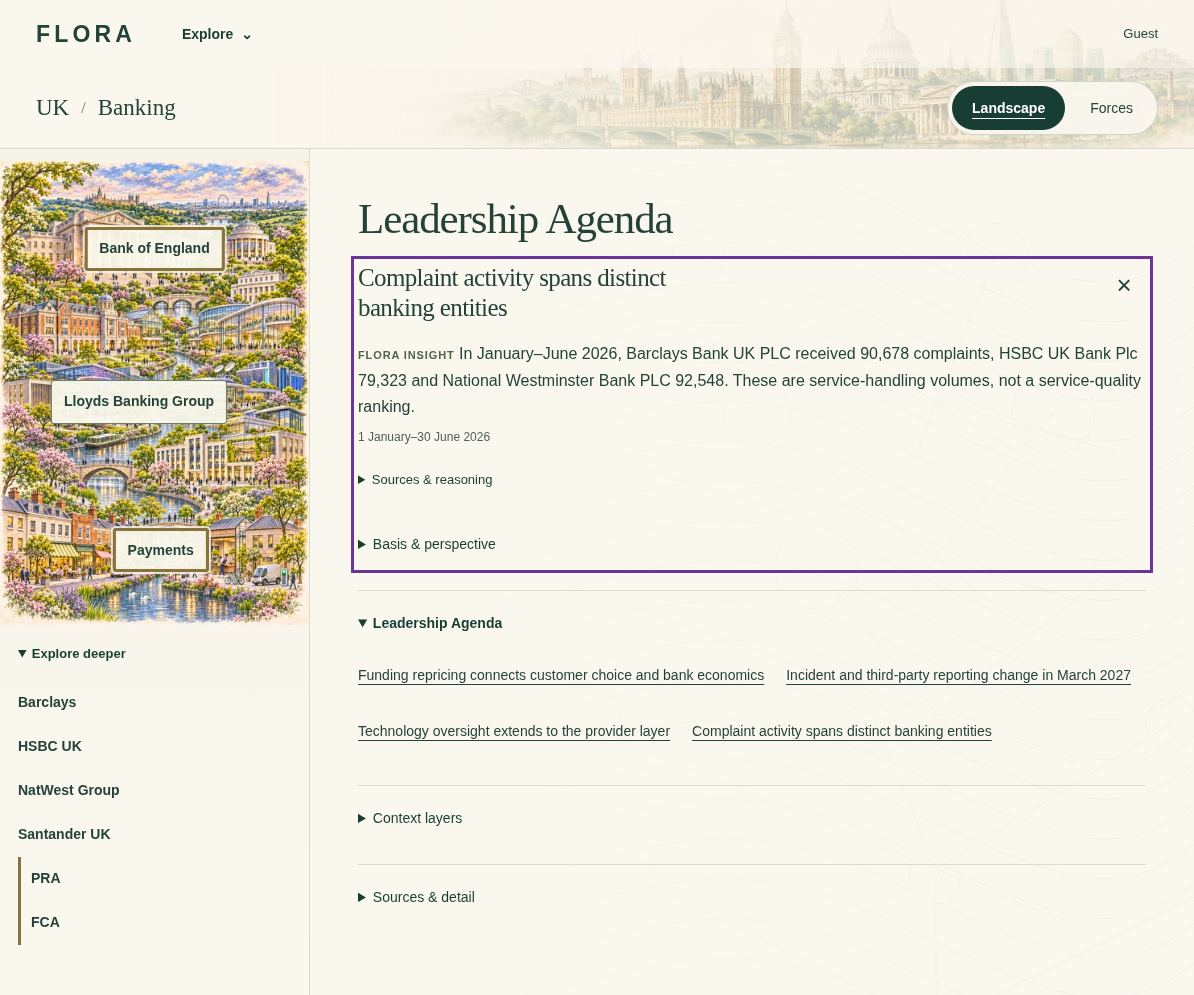 FLORA
Explore
Guest
UK / Banking
Landscape
Forces
Bank of England
Lloyds Banking Group
Payments
Explore deeper
Barclays
HSBC UK
NatWest Group
Santander UK
PRA
FCA
Leadership Agenda
Complaint activity spans distinct
banking entities
FLORA INSIGHT In January–June 2026, Barclays Bank UK PLC received 90,678 complaints, HSBC UK Bank Plc
79,323 and National Westminster Bank PLC 92,548. These are service-handling volumes, not a service-quality
ranking.
1 January–30 June 2026
Sources & reasoning
Basis & perspective
Leadership Agenda
Funding repricing connects customer choice and bank economics
Incident and third-party reporting change in March 2027
Technology oversight extends to the provider layer
Complaint activity spans distinct banking entities
Context layers
Sources & detail